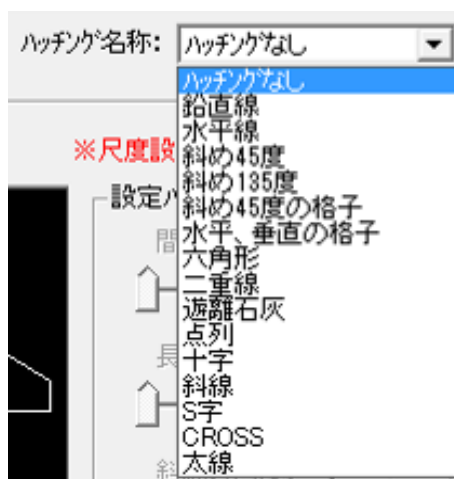 ハッチング名称: ハッチングなし
ハッチングなし
鉛直線
水平線
※尺度設
斜め45度
斜め135度
設定ハ
斜め45度の格子
水平、垂直の格子
間
六角形
二重線
遊離石灰
点列
長
十字
斜線
S字
CROSS
太線
斜